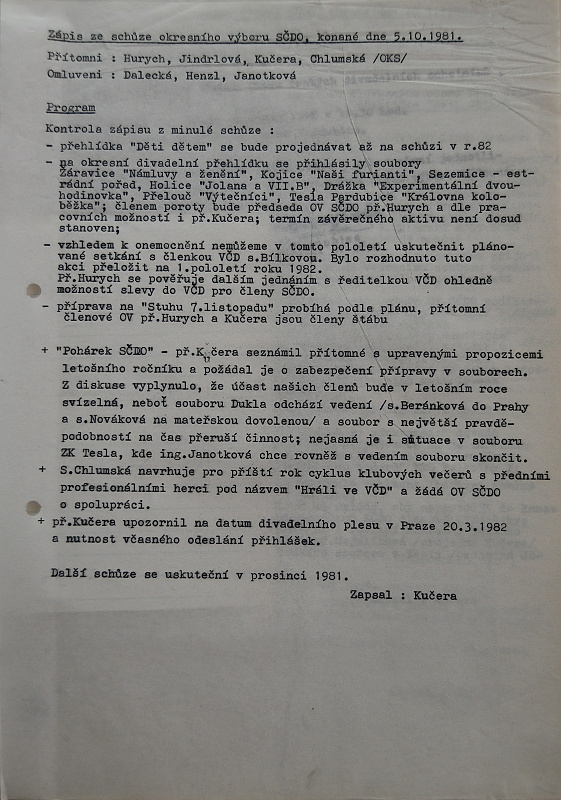 Zápis ze schůze okresního výboru SČDO, konané dne 5.10.1981.
Přítomni : Hurych, Jindrlová, Kučera, Chlumská /OKS/
Omluveni : Dalecká, Henzl, Janotková
Program
Kontrola zápisu z minulé schůze :
- přehlídka "Děti dětem" se bude projednávat až na schůzi v r.82
- na okresní divadelní přehlídku se přihlásily soubory
Žáravice "Námluvy a ženění", Kojice "Naši furianti", Sezemice - est-
rádní pořad, Holice "Jolana a VII.B", Drážka "Experimentální dvou-
hodinovka", Přelouč "Výtečníci", Tesla Pardubice "Královna kolo-
běžka"; členem poroty bude předseda OV SČDO př.Hurych a dle pra-
covních možností i př.Kučera; termín závěrečného aktivu není dosud
stanoven;
- vzhledem k onemocnění nemůžeme v tomto pololetí uskutečnit pláno-
vané setkání s členkou VČD s.Bílkovou. Bylo rozhodnuto tuto
akci přeložit na 1.pololetí roku 1982.
Př.Hurych se pověřuje dalším jednáním s ředitelkou VČD ohledně
možností slevy do VČD pro členy SČDO.
- příprava na "Stuhu 7.listopadu" probíhá podle plánu, přítomní
členové OV př.Hurych a Kučera jsou členy štábu
+ "Pohárek SČDO" - př.Kučera seznámil přítomné s upravenými propozicemi
letošního ročníku a požádal je o zabezpečení přípravy v souborech.
Z diskuse vyplynulo, že účast našich členů bude v letošním roce
svízelná, neboť souboru Dukla odchází vedení /s.Beránková do Prahy
a s.Nováková na mateřskou dovolenou/ a soubor s největší pravdě-
podobností na čas přeruší činnost; nejasná je i situace v souboru
ZK Tesla, kde ing.Janotková chce rovněž s vedením souboru skončit.
+ S.Chlumská navrhuje pro příští rok cyklus klubových večerů s předními
profesionálními herci pod názvem "Hráli ve VČD" a žádá OV SČDO
o spolupráci.
+ př.Kučera upozornil na datum divadelního plesu v Praze 20.3.1982
a nutnost včasného odeslání přihlášek.
Další schůze se uskuteční v prosinci 1981.
Zapsal : Kučera